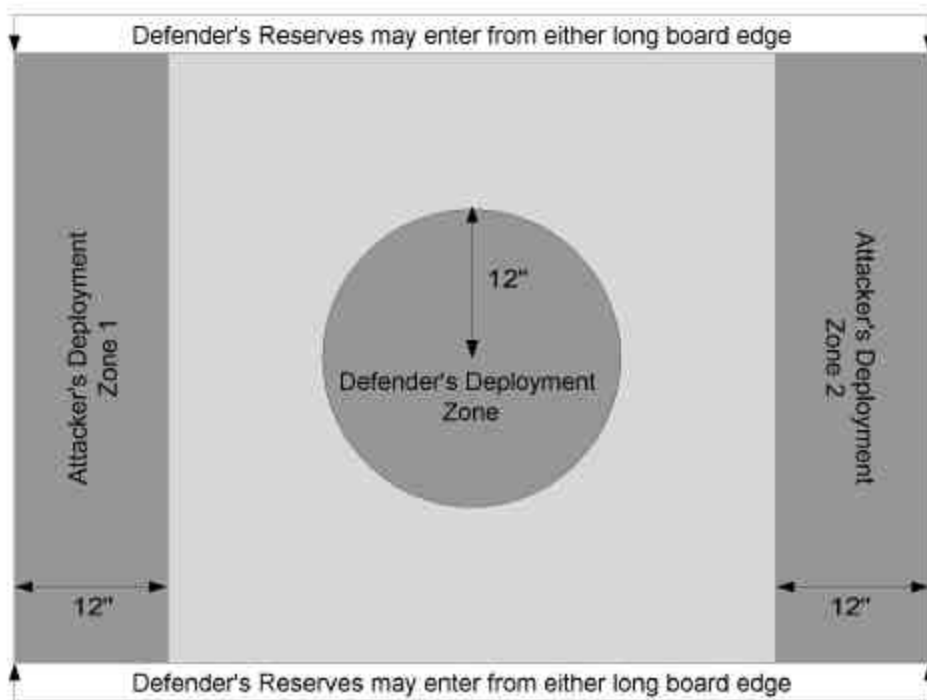 Defender's Reserves may enter from either long board edge
Attacker's Deployment
Zone 1
12"
Defender's Deployment
Zone
Attacker's Deployment
Zone 2
12"
12"
Defender's Reserves may enter from either long board edge